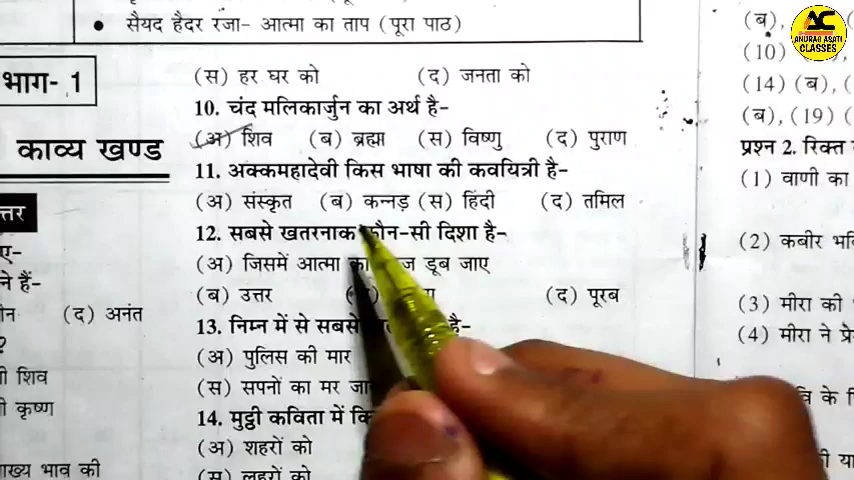 • सैयद हैदर रजा- आत्मा का ताप (पूरा पाठ)
AC
ANURAG ASATI
CLASSES
भाग- 1
काव्य खण्ड
त्तर
ए-
ने हैं-
(द) अनंत
?
ी शिव
ी कृष्ण
ाख्य भाव की
(स) हर घर को (द) जनता को
10. चंद मलिकार्जुन का अर्थ है-
(अ) शिव (ब) ब्रह्मा (स) विष्णु (द) पुराण
11. अक्कमहादेवी किस भाषा की कवयित्री है-
(अ) संस्कृत (ब) कन्नड़ (स) हिंदी (द) तमिल
12. सबसे खतरनाक कौन-सी दिशा है-
(अ) जिसमें आत्मा का डूब जाए
(ब) उत्तर (द) पूरब
13. निम्न में से सबसे है-
(अ) पुलिस की मार
(स) सपनों का मर
14. मुट्ठी कविता में
(अ) शहरों को
(स) लहरों को
(ब),
(10)
(14) (ब),
(ब), (19)
प्रश्न 2. रिक्त
(1) वाणी का
(2) कबीर
(3) मीरा की
(4) मीरा ने